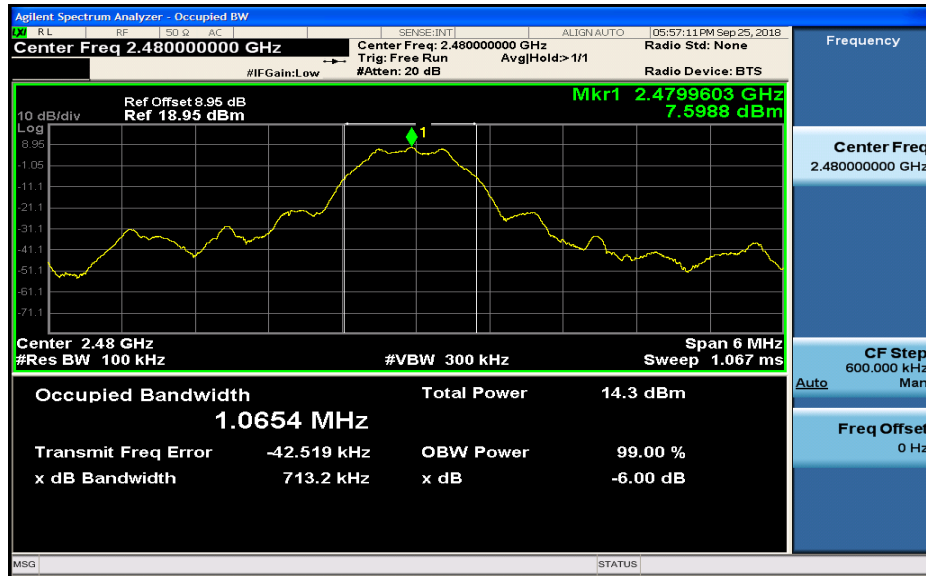 Agilent Spectrum Analyzer - Occupied BW
LXI RL RF 50 Ω AC SENSE:INT ALIGN AUTO 05:57:11 PM Sep 25, 2018
Center Freq 2.480000000 GHz
Center Freq: 2.480000000 GHz
Radio Std: None
Trig: Free Run Avg|Hold:>1/1
#IFGain:Low
#Atten: 20 dB
Radio Device: BTS
Mkr1 2.4799603 GHz
7.5988 dBm
Ref Offset 8.95 dB
10 dB/div Ref 18.95 dBm
Log
8.95
1
-1.05
-11.1
-21.1
-31.1
-41.1
-51.1
-61.1
-71.1
Center 2.48 GHz Span 6 MHz
#Res BW 100 kHz #VBW 300 kHz Sweep 1.067 ms
Occupied Bandwidth Total Power 14.3 dBm
1.0654 MHz
Transmit Freq Error -42.519 kHz OBW Power 99.00 %
x dB Bandwidth 713.2 kHz x dB -6.00 dB
MSG STATUS
Frequency
Center Freq
2.480000000 GHz
CF Step
600.000 kHz
Auto Man
Freq Offset
0 Hz